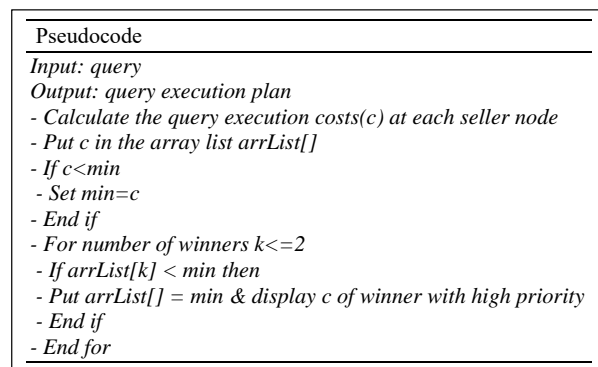 Pseudocode
Input: query
Output: query execution plan
- Calculate the query execution costs(c) at each seller node
- Put c in the array list arrList[]
- If c<min
- Set min=c
- End if
- For number of winners k<=2
- If arrList[k] < min then
- Put arrList[] = min & display c of winner with high priority
- End if
- End for